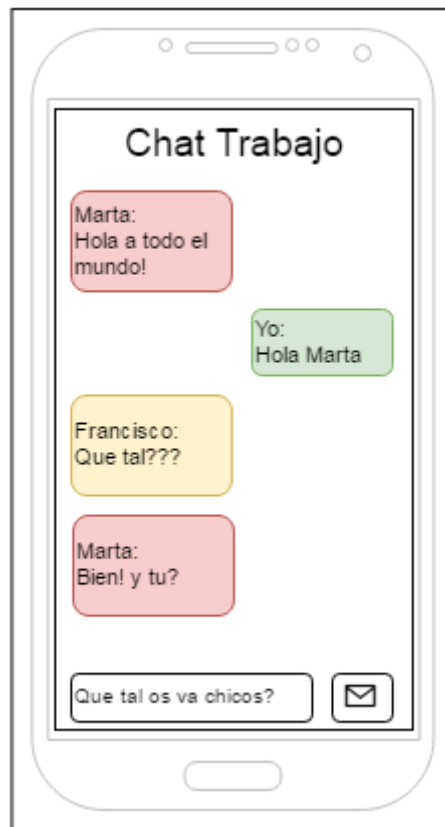 Chat Trabajo
Marta:
Hola a todo el
mundo!
Yo:
Hola Marta
Francisco:
Que tal???
Marta:
Bien! y tu?
Que tal os va chicos?